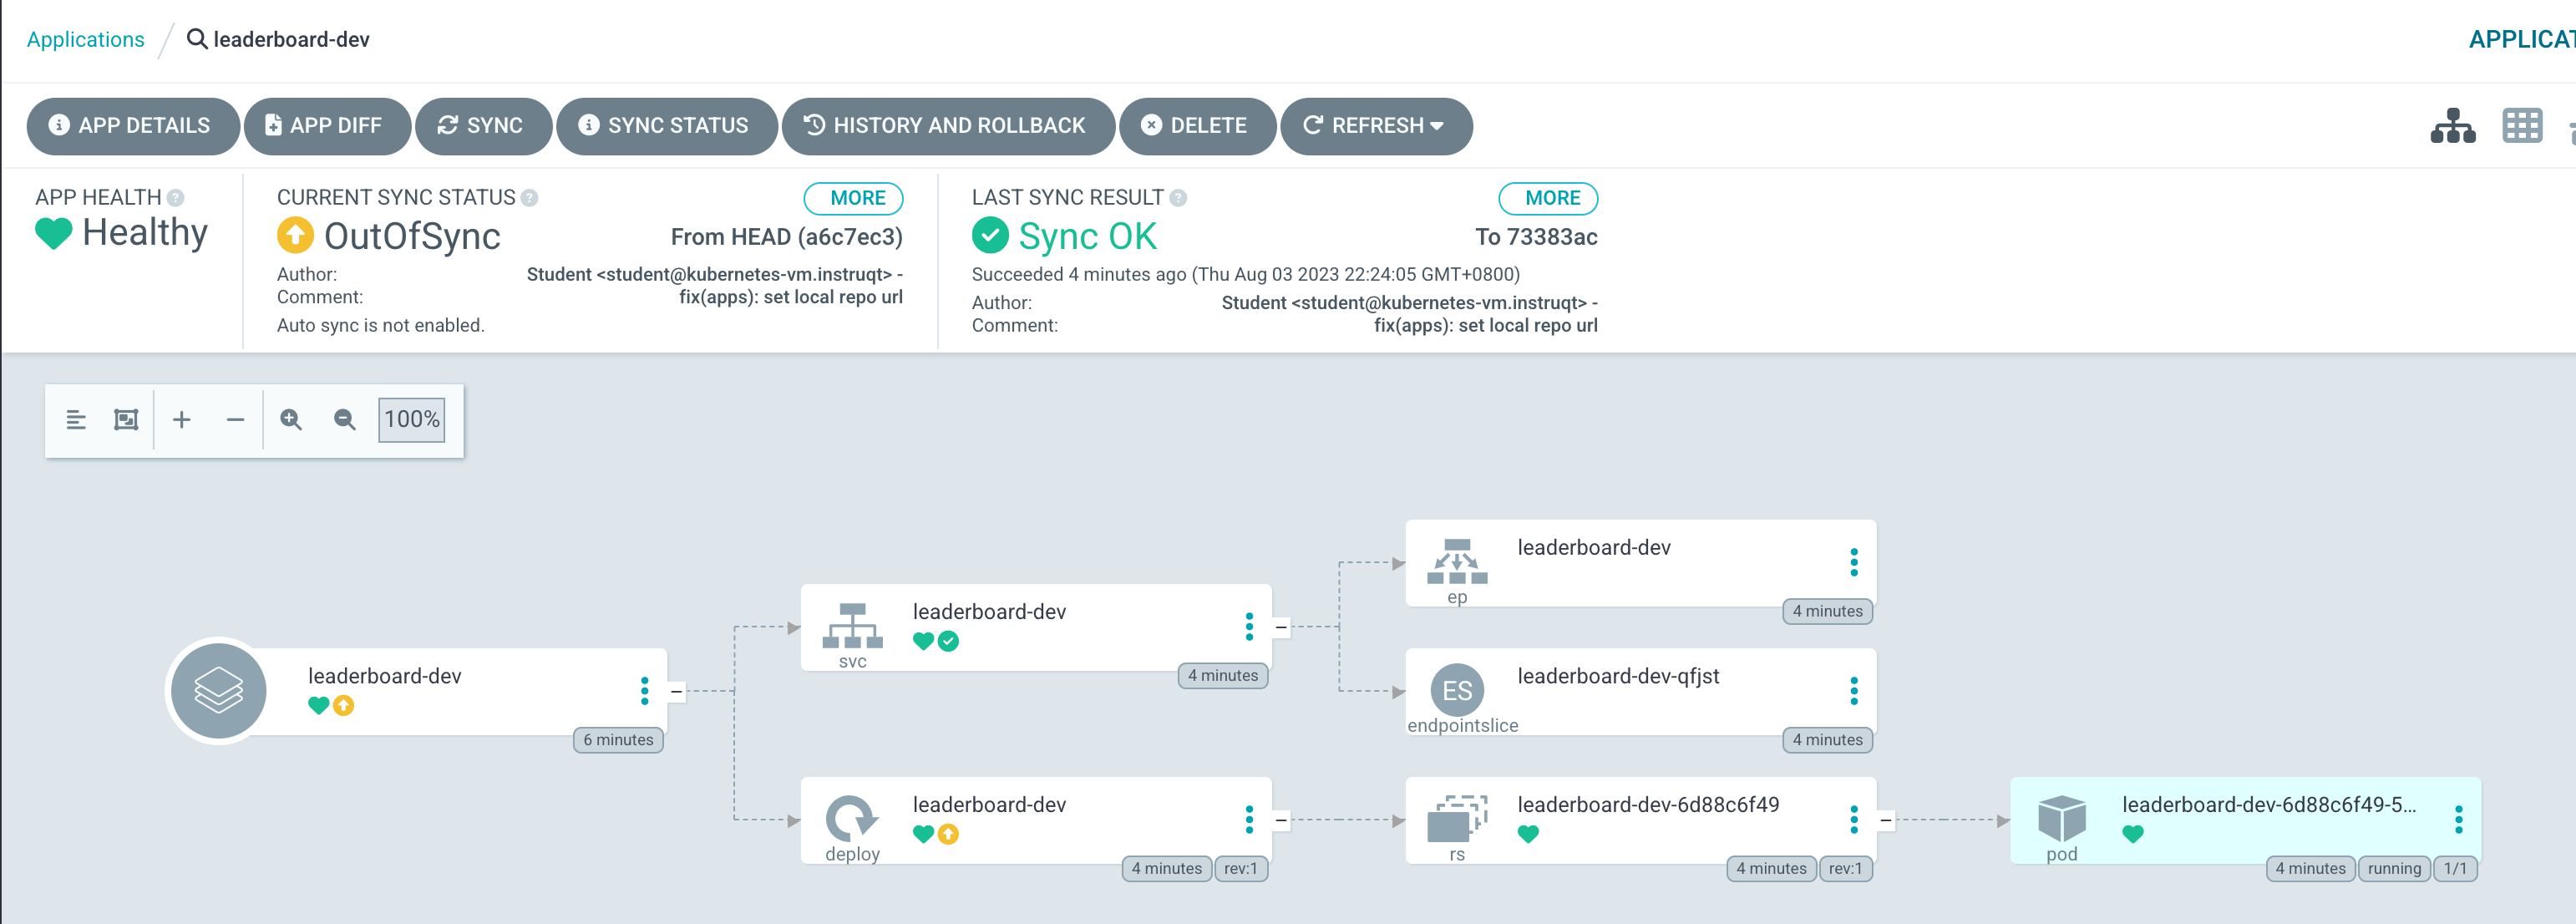 Applications / leaderboard-dev
APPLICAT
APP DETAILS APP DIFF SYNC SYNC STATUS HISTORY AND ROLLBACK DELETE REFRESH
APP HEALTH ?
Healthy
CURRENT SYNC STATUS ? MORE
OutOfSync From HEAD (a6c7ec3)
Author: Student <student@kubernetes-vm.instruqt> -
Comment: fix(apps): set local repo url
Auto sync is not enabled.
LAST SYNC RESULT ? MORE
Sync OK To 73383ac
Succeeded 4 minutes ago (Thu Aug 03 2023 22:24:05 GMT+0800)
Author: Student <student@kubernetes-vm.instruqt> -
Comment: fix(apps): set local repo url
100%
leaderboard-dev
6 minutes
leaderboard-dev
svc
4 minutes
leaderboard-dev
deploy
4 minutes rev:1
leaderboard-dev
ep
4 minutes
leaderboard-dev-qfjst
ES
endpointslice
4 minutes
leaderboard-dev-6d88c6f49
rs
4 minutes rev:1
leaderboard-dev-6d88c6f49-5...
pod
4 minutes running 1/1